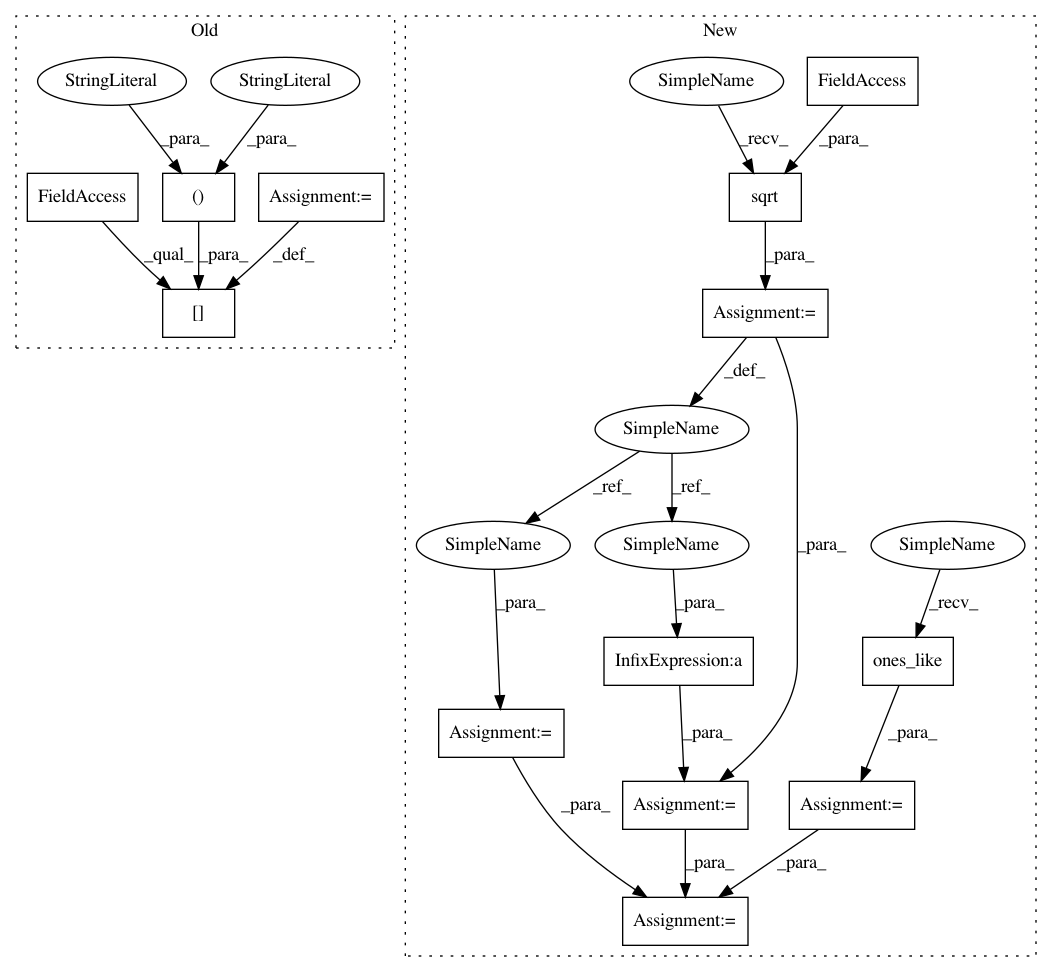 Old
New
StringLiteral
StringLiteral
SimpleName
FieldAccess
_para_
_para_
_recv_
_para_
FieldAccess
()
Assignment:=
sqrt
_qual_
_para_
_def_
_para_
[]
Assignment:=
_def_
SimpleName
_ref_
_ref_
SimpleName
SimpleName
_para_
SimpleName
_para_
_para_
_recv_
InfixExpression:a
ones_like
_para_
_para_
Assignment:=
_para_
Assignment:=
Assignment:=
_para_
_para_
Assignment:=